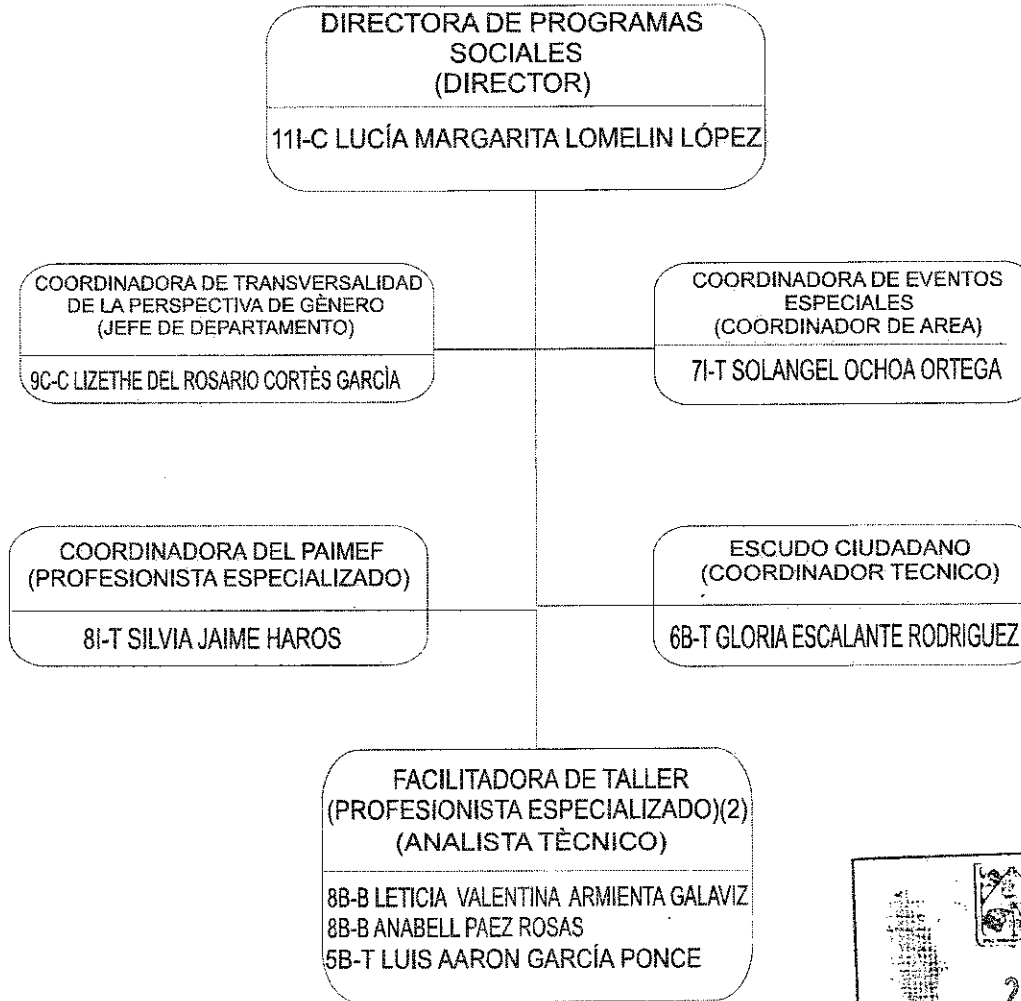 DIRECTORA DE PROGRAMAS
SOCIALES
(DIRECTOR)
11I-C LUCÍA MARGARITA LOMELIN LÓPEZ
COORDINADORA DE TRANSVERSALIDAD
DE LA PERSPECTIVA DE GÈNERO
(JEFE DE DEPARTAMENTO)
9C-C LIZETHE DEL ROSARIO CORTÈS GARCÌA
COORDINADORA DE EVENTOS
ESPECIALES
(COORDINADOR DE AREA)
7I-T SOLANGEL OCHOA ORTEGA
COORDINADORA DEL PAIMEF
(PROFESIONISTA ESPECIALIZADO)
8I-T SILVIA JAIME HAROS
ESCUDO CIUDADANO
(COORDINADOR TECNICO)
6B-T GLORIA ESCALANTE RODRIGUEZ
FACILITADORA DE TALLER
(PROFESIONISTA ESPECIALIZADO)(2)
(ANALISTA TÈCNICO)
8B-B LETICIA VALENTINA ARMIENTA GALAVIZ
8B-B ANABELL PAEZ ROSAS
5B-T LUIS AARON GARCÍA PONCE